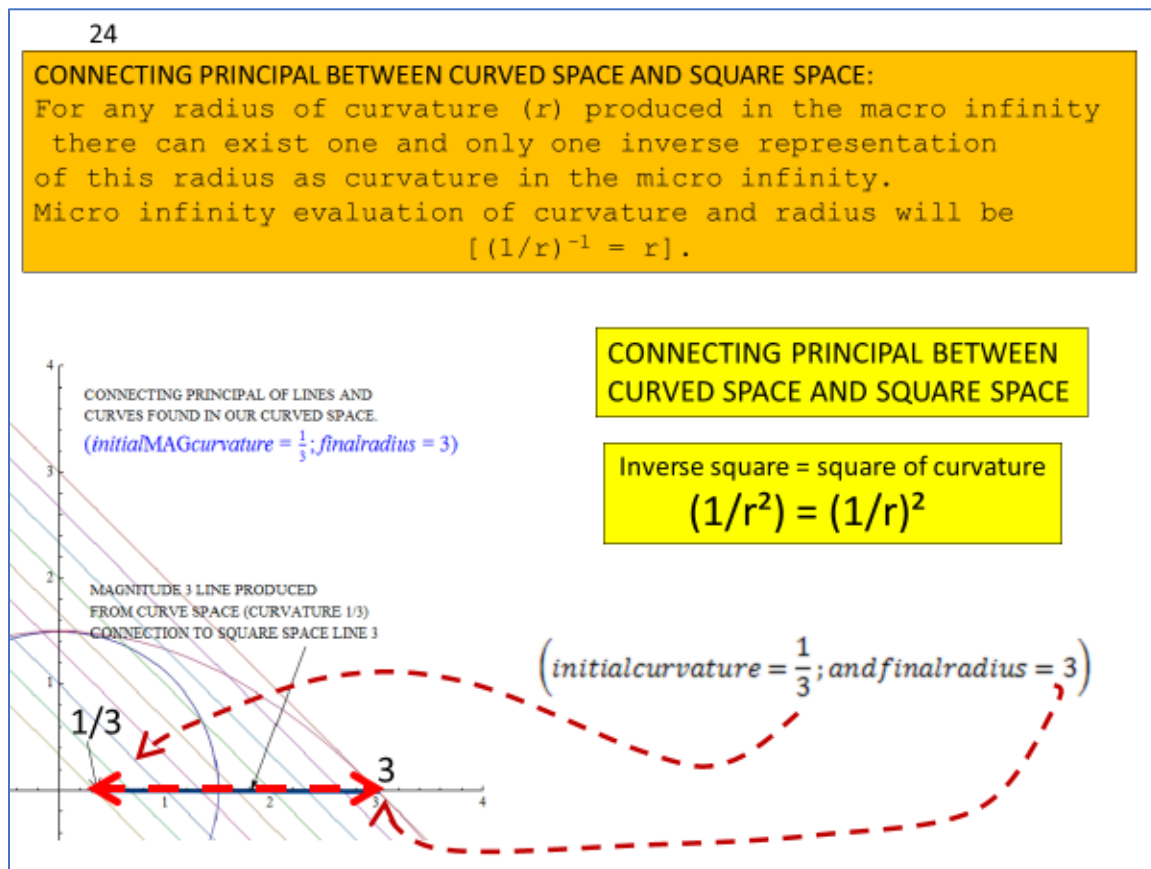 24
CONNECTING PRINCIPAL BETWEEN CURVED SPACE AND SQUARE SPACE:
For any radius of curvature (r) produced in the macro infinity
there can exist one and only one inverse representation
of this radius as curvature in the micro infinity.
Micro infinity evaluation of curvature and radius will be
[(1/r)⁻¹ = r].
CONNECTING PRINCIPAL BETWEEN
CURVED SPACE AND SQUARE SPACE
Inverse square = square of curvature
(1/r²) = (1/r)²
4
CONNECTING PRINCIPAL OF LINES AND
CURVES FOUND IN OUR CURVED SPACE.
(initialMAGcurvature = 1/3; finalradius = 3)
3
2
MAGNITUDE 3 LINE PRODUCED
FROM CURVE SPACE (CURVATURE 1/3)
CONNECTION TO SQUARE SPACE LINE 3
(initialcurvature = 1/3; andfinalradius = 3)
1
1/3
3
1 2 3 4